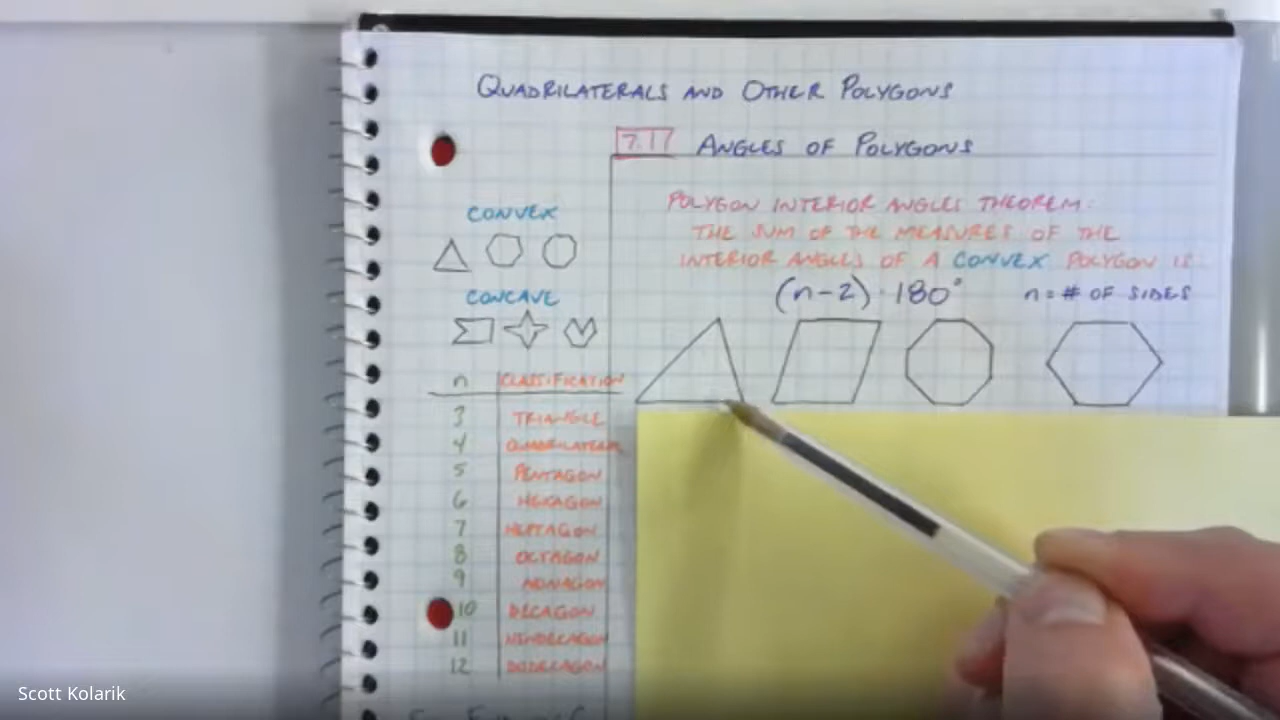 QUADRILATERALS AND OTHER POLYGONS
7.1 ANGLES OF POLYGONS
POLYGON INTERIOR ANGLES THEOREM:
THE SUM OF THE MEASURES OF THE
INTERIOR ANGLES OF A CONVEX POLYGON IS
(n-2)·180° n = # OF SIDES
CONVEX
CONCAVE
n CLASSIFICATION
3 TRIANGLE
4 QUADRILATERAL
5 PENTAGON
6 HEXAGON
7 HEPTAGON
8 OCTAGON
9 NONAGON
10 DECAGON
11 HENDECAGON
12 DODECAGON
Scott Kolarik